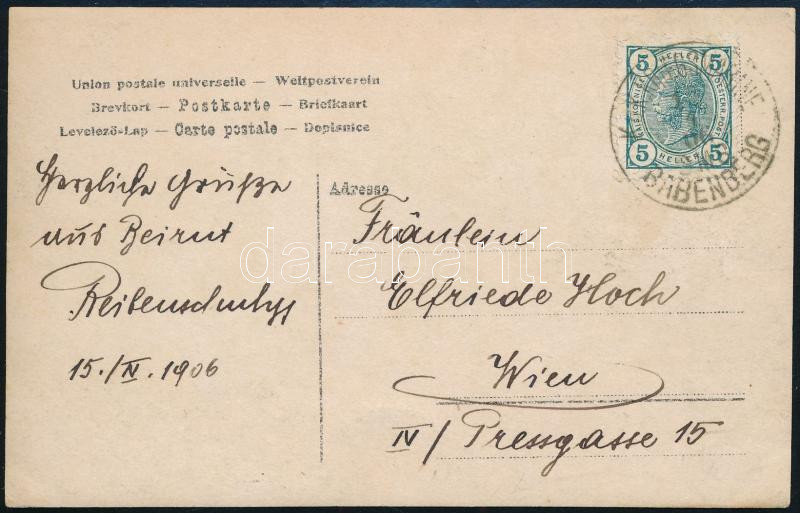 Union postale universelle — Weltpostverein
Brevkort — Postkarte — Briefkaart
Levelező-Lap — Carte postale — Dopisnice
Herzliche Grüße
aus Beirut
15./IV. 1906
Adresse
Fräulein
Elfriede Hoch
Wien
IV/ Pressgasse 15
5 HELLER 5
5 HELLER 5
BABENBERG
darabanth